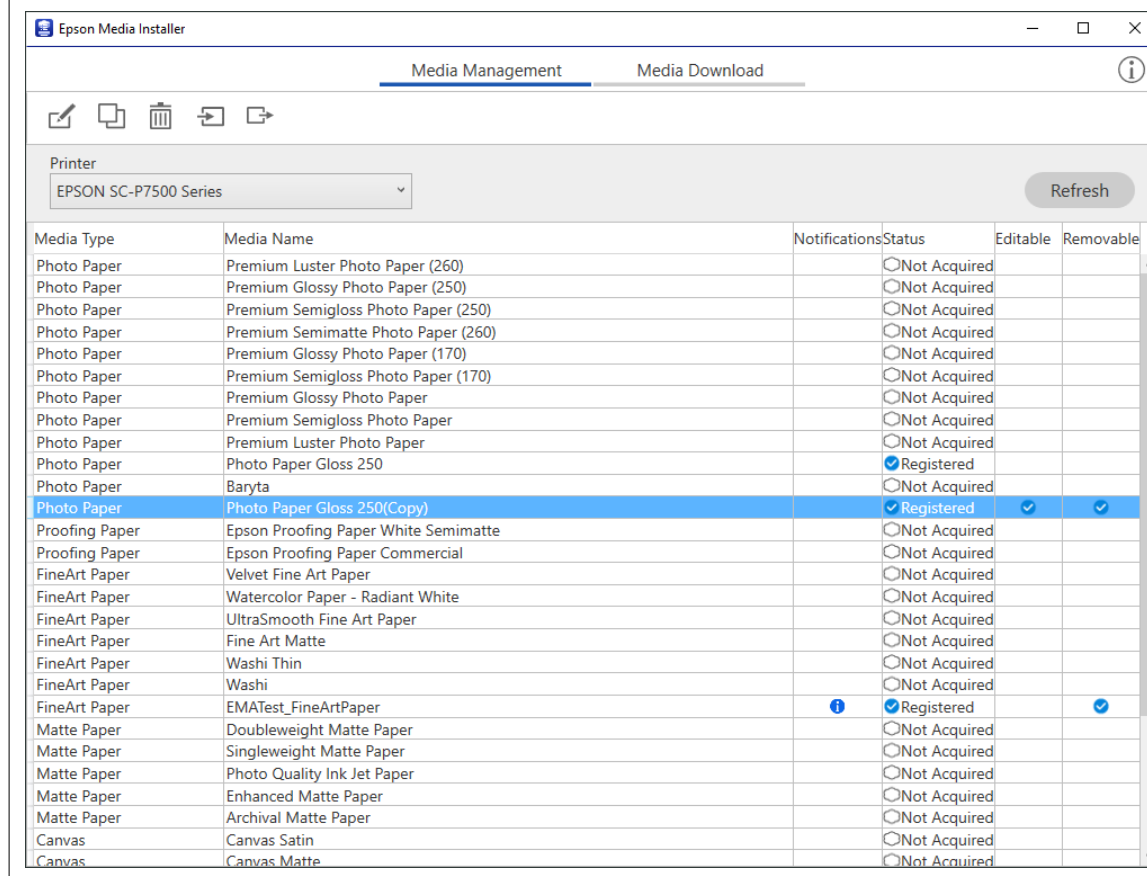 Epson Media Installer
Media Management Media Download
Printer
EPSON SC-P7500 Series
Refresh
Media Type Media Name Notifications Status Editable Removable
Photo Paper Premium Luster Photo Paper (260) Not Acquired
Photo Paper Premium Glossy Photo Paper (250) Not Acquired
Photo Paper Premium Semigloss Photo Paper (250) Not Acquired
Photo Paper Premium Semimatte Photo Paper (260) Not Acquired
Photo Paper Premium Glossy Photo Paper (170) Not Acquired
Photo Paper Premium Semigloss Photo Paper (170) Not Acquired
Photo Paper Premium Glossy Photo Paper Not Acquired
Photo Paper Premium Semigloss Photo Paper Not Acquired
Photo Paper Premium Luster Photo Paper Not Acquired
Photo Paper Photo Paper Gloss 250 Registered
Photo Paper Baryta Not Acquired
Photo Paper Photo Paper Gloss 250(Copy) Registered
Proofing Paper Epson Proofing Paper White Semimatte Not Acquired
Proofing Paper Epson Proofing Paper Commercial Not Acquired
FineArt Paper Velvet Fine Art Paper Not Acquired
FineArt Paper Watercolor Paper - Radiant White Not Acquired
FineArt Paper UltraSmooth Fine Art Paper Not Acquired
FineArt Paper Fine Art Matte Not Acquired
FineArt Paper Washi Thin Not Acquired
FineArt Paper Washi Not Acquired
FineArt Paper EMATest_FineArtPaper Registered
Matte Paper Doubleweight Matte Paper Not Acquired
Matte Paper Singleweight Matte Paper Not Acquired
Matte Paper Photo Quality Ink Jet Paper Not Acquired
Matte Paper Enhanced Matte Paper Not Acquired
Matte Paper Archival Matte Paper Not Acquired
Canvas Canvas Satin Not Acquired
Canvas Canvas Matte Not Acquired